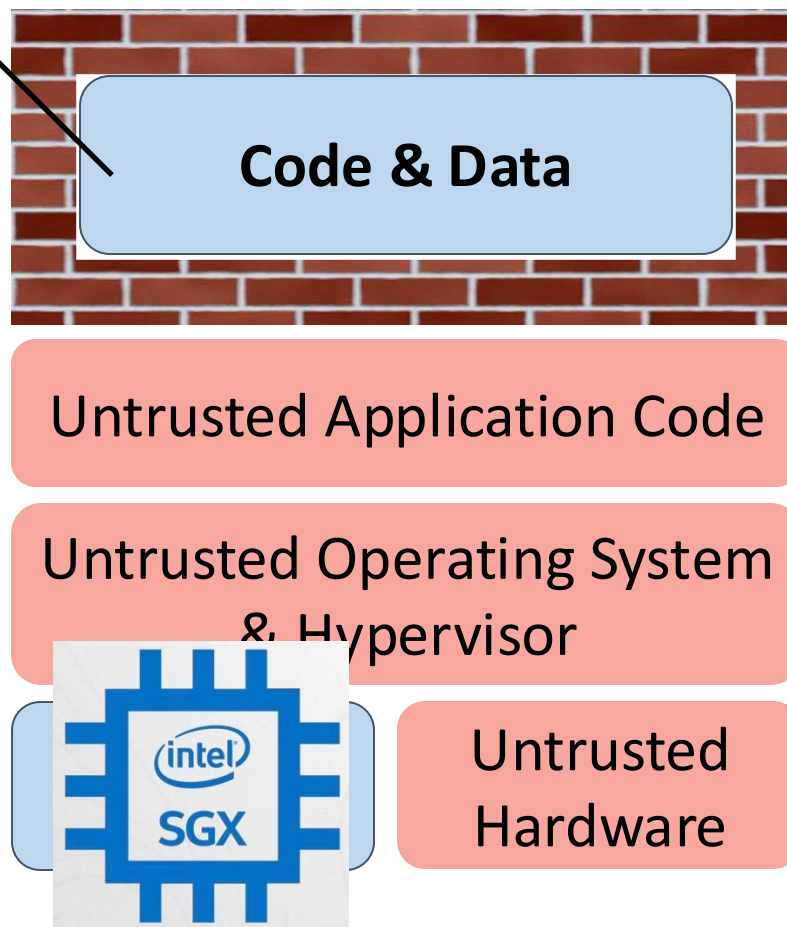 Code & Data
Untrusted Application Code
Untrusted Operating System
& Hypervisor
intel
SGX
Untrusted
Hardware